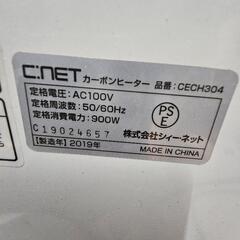 C:NET カーボンヒーター 品番：CECH304
定格電圧：AC100V
定格周波数：50/60Hz
定格消費電力：900W
PS
E
C19024657
株式会社シィー・ネット
【製造年】2019年
MADE IN CHINA